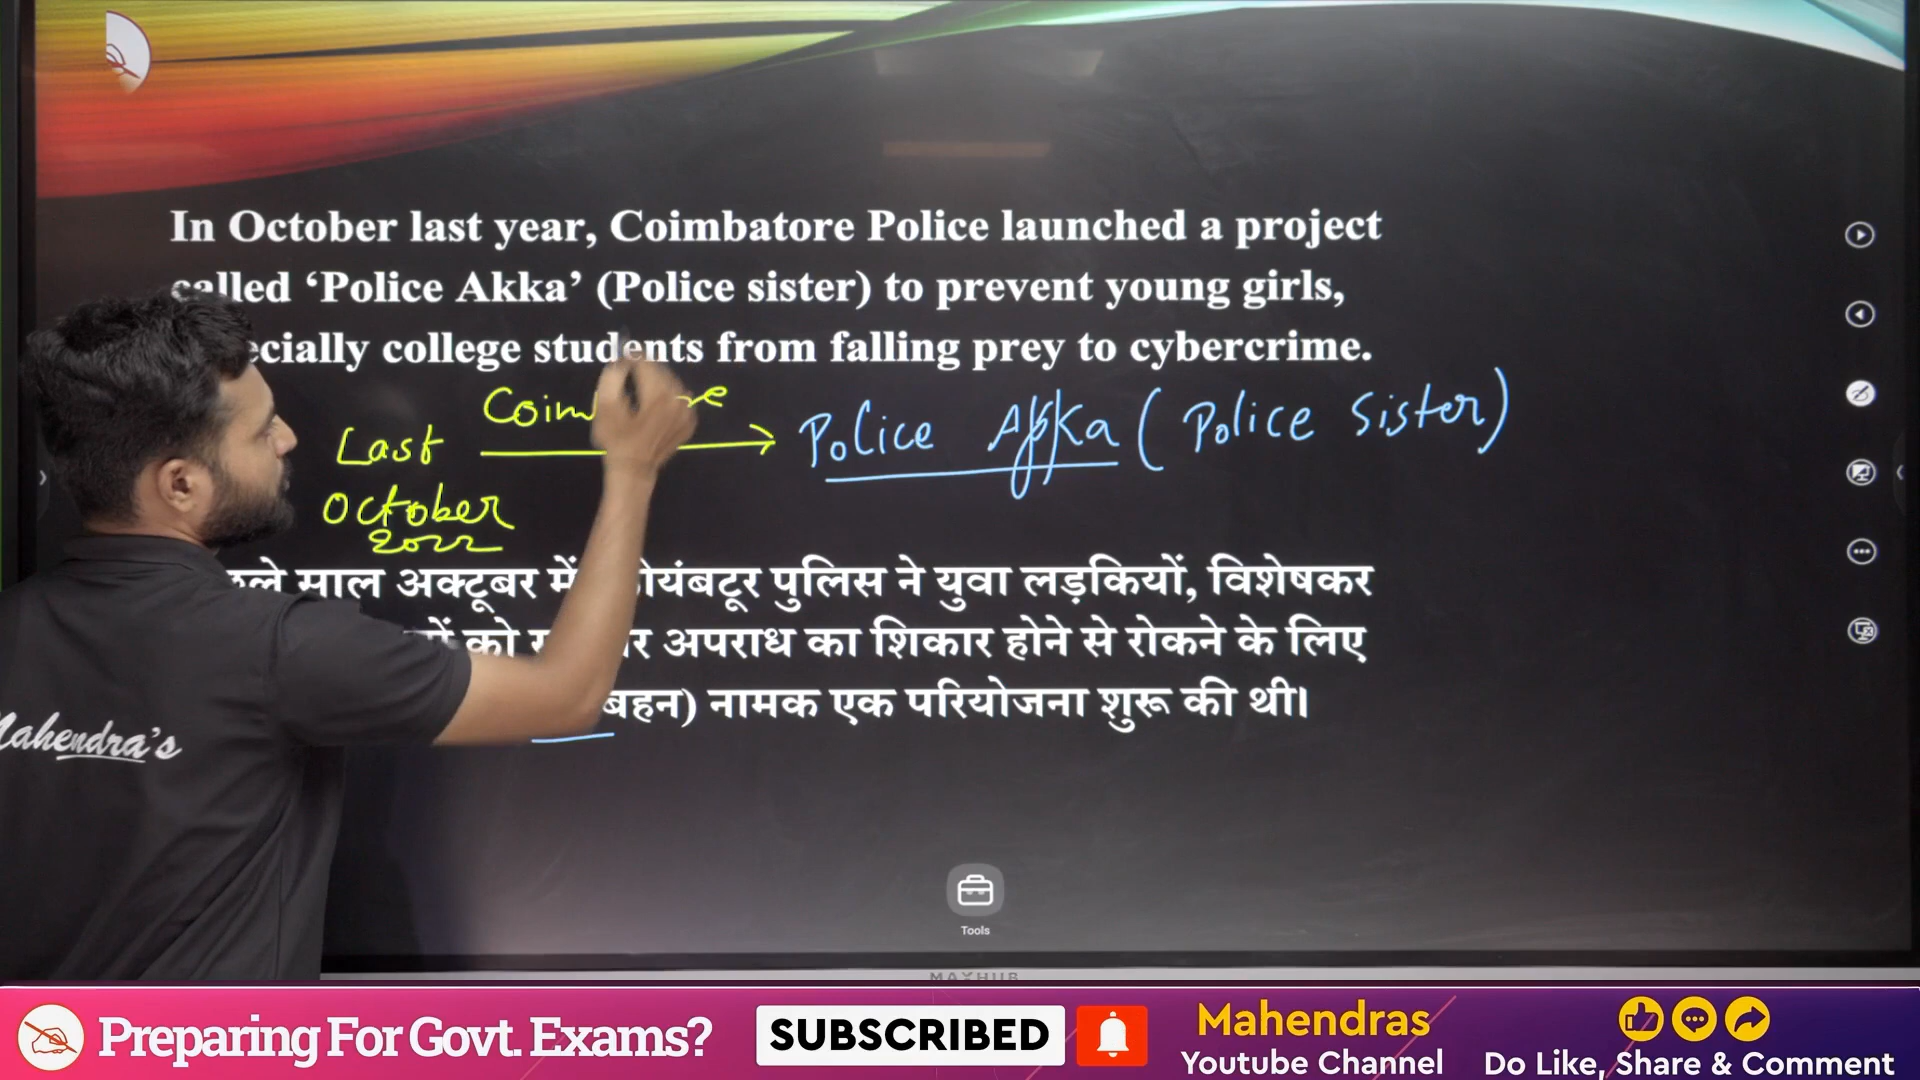 In October last year, Coimbatore Police launched a project
called ‘Police Akka’ (Police sister) to prevent young girls,
ecially college students from falling prey to cybercrime.
Last
Police Akka (Police Sister)
October
2022
साल अक्टूबर में पुलिस ने युवा लड़कियों, विशेषकर
को अपराध का शिकार होने से रोकने के लिए
बहन) नामक एक परियोजना शुरू की थी।
Mahendra's
Tools
MAXHUB
Preparing For Govt. Exams?
SUBSCRIBED
Mahendras
Youtube Channel
Do Like, Share & Comment